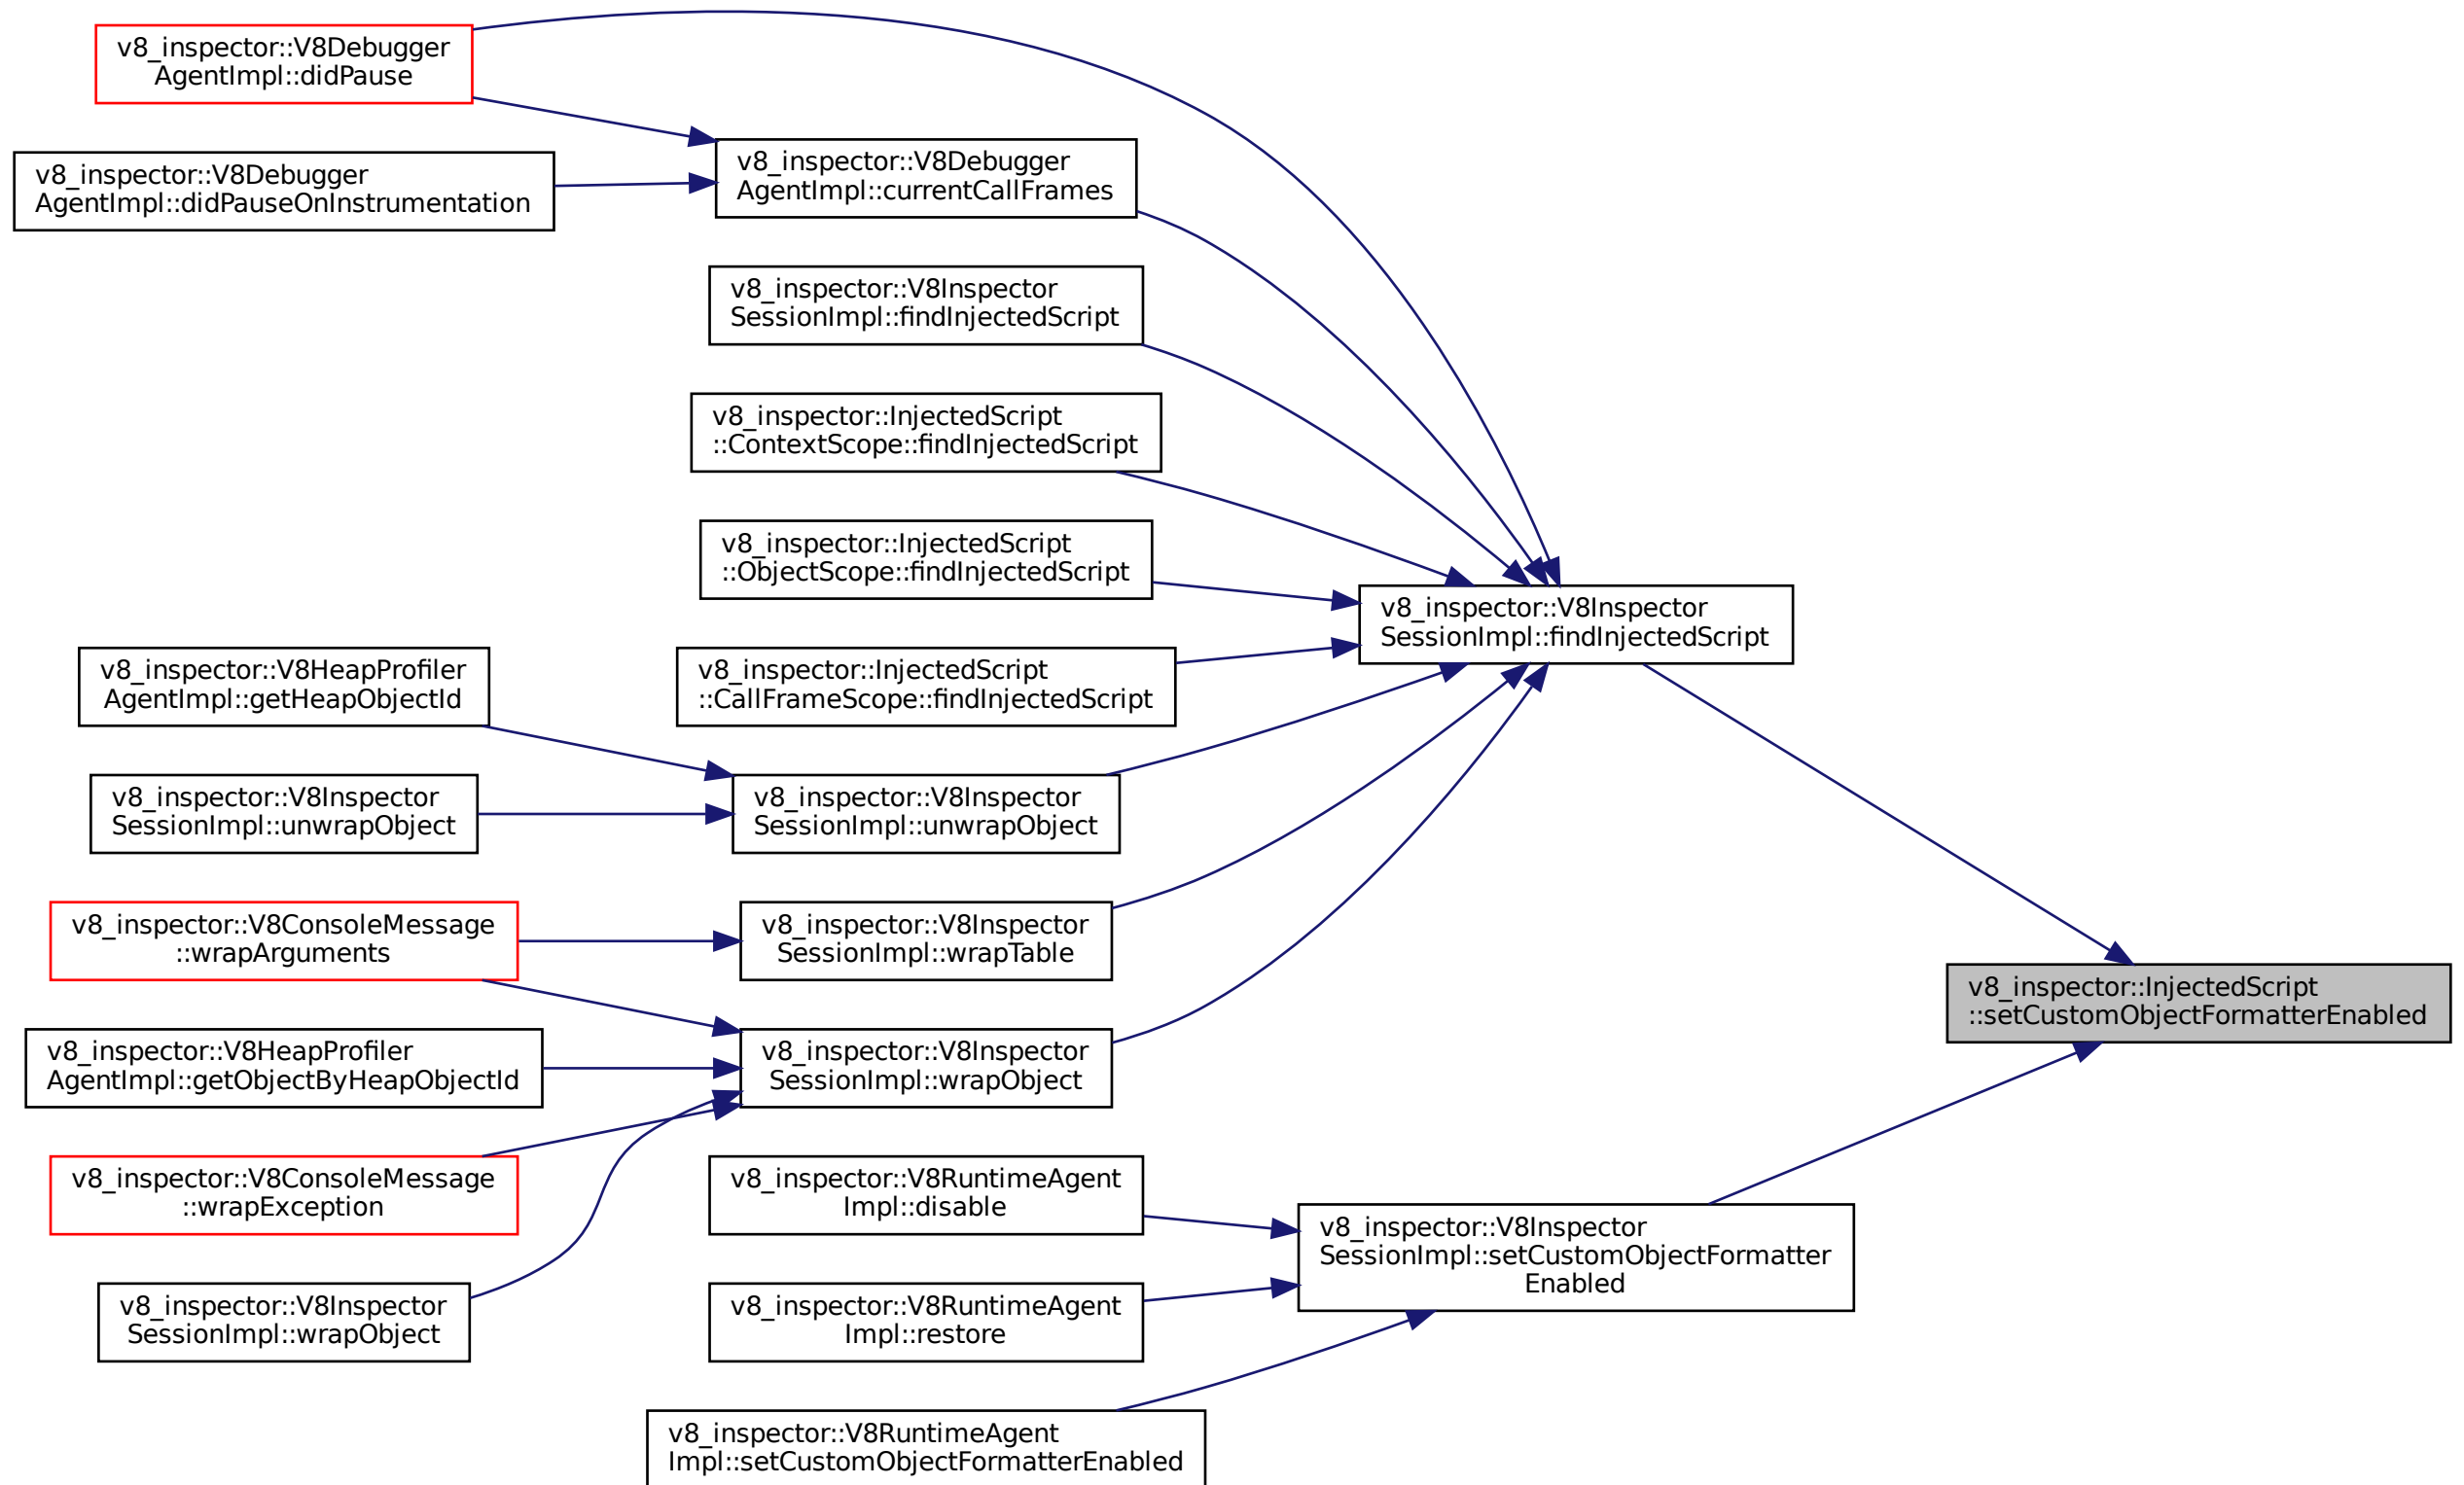 v8_inspector::V8Debugger
AgentImpl::didPause
v8_inspector::V8Debugger
AgentImpl::didPauseOnInstrumentation
v8_inspector::V8Debugger
AgentImpl::currentCallFrames
v8_inspector::V8Inspector
SessionImpl::findInjectedScript
v8_inspector::InjectedScript
::ContextScope::findInjectedScript
v8_inspector::InjectedScript
::ObjectScope::findInjectedScript
v8_inspector::InjectedScript
::CallFrameScope::findInjectedScript
v8_inspector::V8HeapProfiler
AgentImpl::getHeapObjectId
v8_inspector::V8Inspector
SessionImpl::unwrapObject
v8_inspector::V8Inspector
SessionImpl::unwrapObject
v8_inspector::V8ConsoleMessage
::wrapArguments
v8_inspector::V8Inspector
SessionImpl::wrapTable
v8_inspector::V8HeapProfiler
AgentImpl::getObjectByHeapObjectId
v8_inspector::V8Inspector
SessionImpl::wrapObject
v8_inspector::V8ConsoleMessage
::wrapException
v8_inspector::V8Inspector
SessionImpl::wrapObject
v8_inspector::V8RuntimeAgent
Impl::disable
v8_inspector::V8RuntimeAgent
Impl::restore
v8_inspector::V8RuntimeAgent
Impl::setCustomObjectFormatterEnabled
v8_inspector::V8Inspector
SessionImpl::findInjectedScript
v8_inspector::V8Inspector
SessionImpl::setCustomObjectFormatter
Enabled
v8_inspector::InjectedScript
::setCustomObjectFormatterEnabled